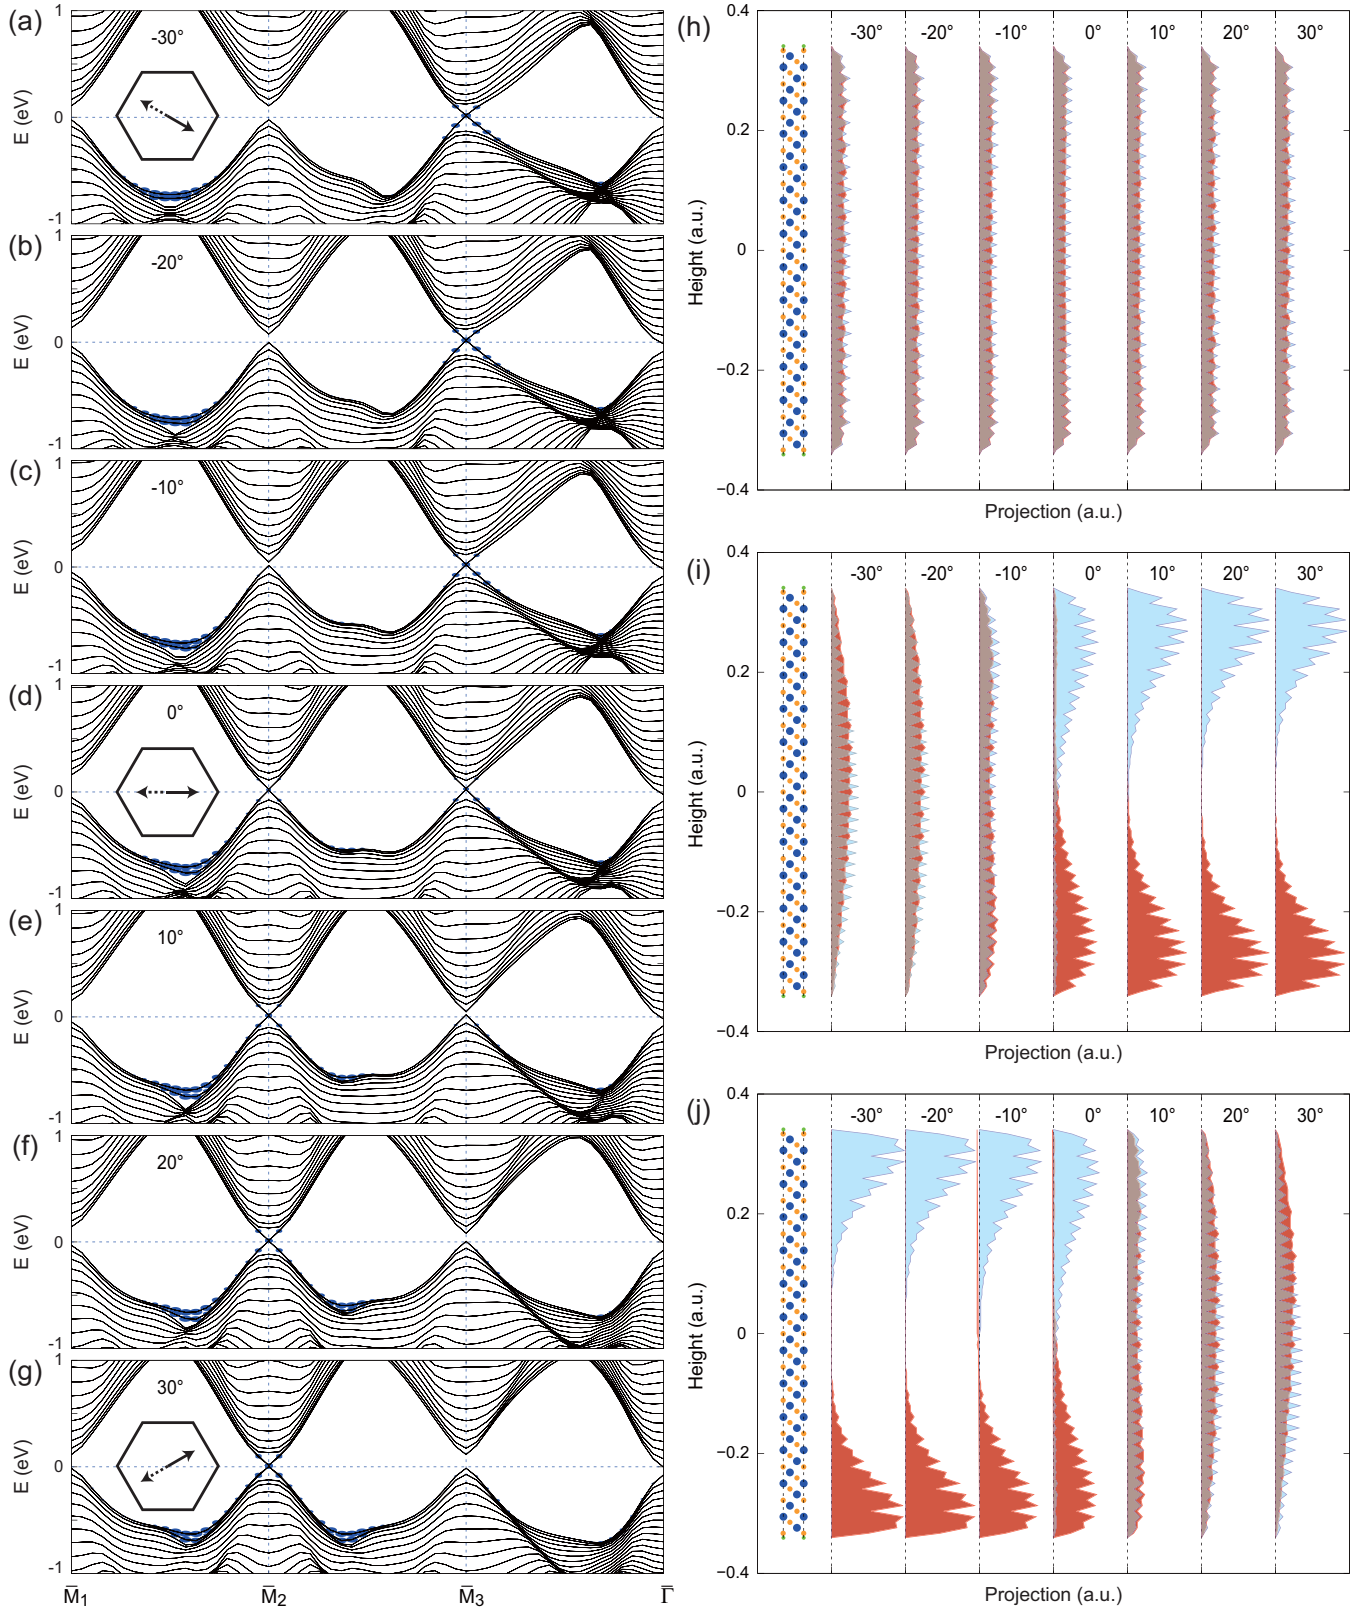 (a)
-30°
1
0
-1
E (eV)
(b)
-20°
1
0
-1
E (eV)
(c)
-10°
1
0
-1
E (eV)
(d)
0°
1
0
-1
E (eV)
(e)
10°
1
0
-1
E (eV)
(f)
20°
1
0
-1
E (eV)
(g)
30°
1
0
-1
E (eV)
M̄1 M̄2 M̄3 Γ̄
(h)
-30° -20° -10° 0° 10° 20° 30°
0.4
0.2
0
−0.2
−0.4
Height (a.u.)
Projection (a.u.)
(i)
-30° -20° -10° 0° 10° 20° 30°
0.4
0.2
0
−0.2
−0.4
Height (a.u.)
Projection (a.u.)
(j)
-30° -20° -10° 0° 10° 20° 30°
0.4
0.2
0
−0.2
−0.4
Height (a.u.)
Projection (a.u.)